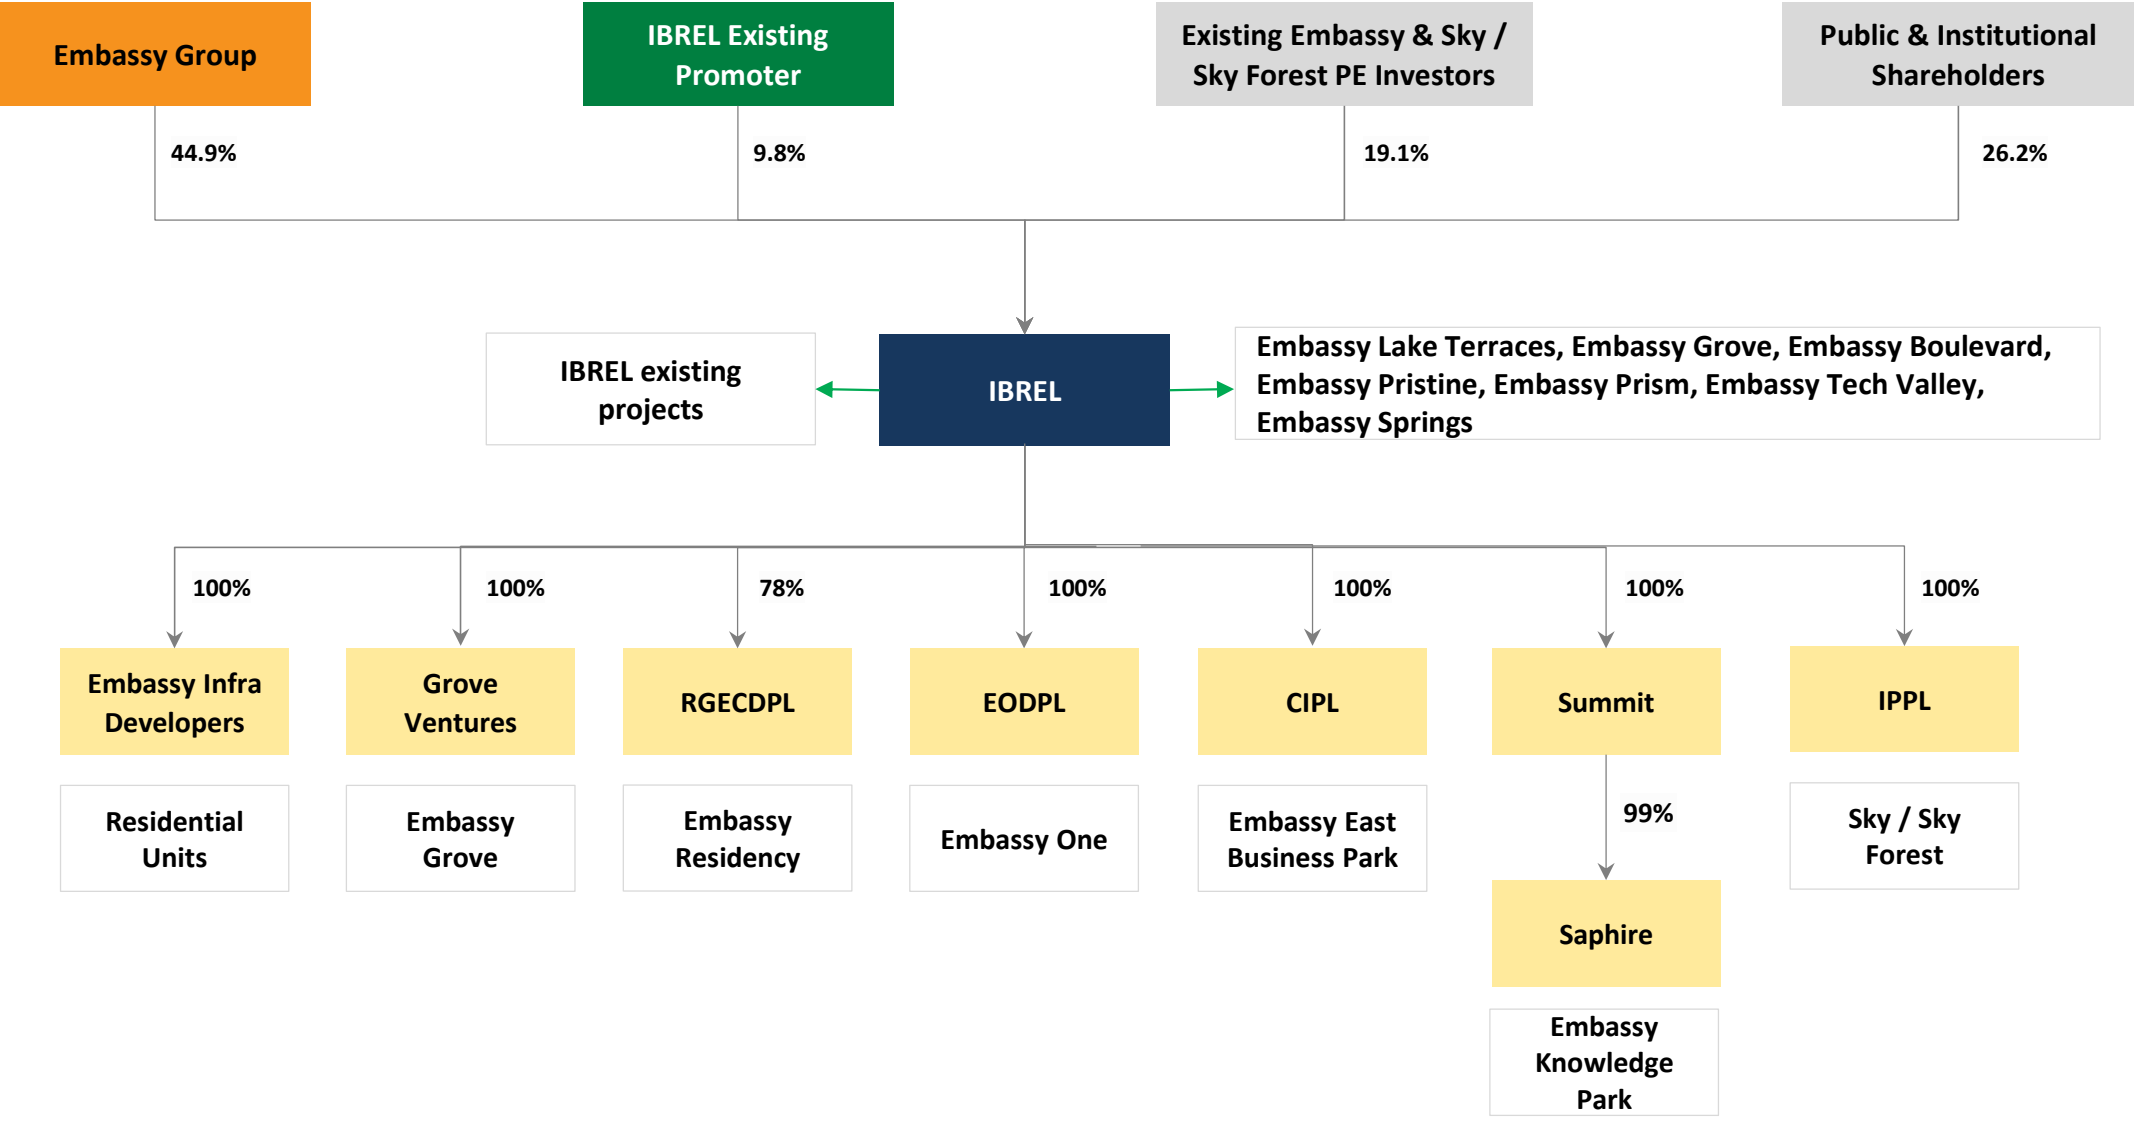 Embassy Group
IBREL Existing
Promoter
Existing Embassy & Sky /
Sky Forest PE Investors
Public & Institutional
Shareholders
44.9%
9.8%
19.1%
26.2%
IBREL existing
projects
IBREL
Embassy Lake Terraces, Embassy Grove, Embassy Boulevard,
Embassy Pristine, Embassy Prism, Embassy Tech Valley,
Embassy Springs
100%
100%
78%
100%
100%
100%
100%
Embassy Infra
Developers
Grove
Ventures
RGECDPL
EODPL
CIPL
Summit
IPPL
Residential
Units
Embassy
Grove
Embassy
Residency
Embassy One
Embassy East
Business Park
99%
Sky / Sky
Forest
Saphire
Embassy
Knowledge
Park